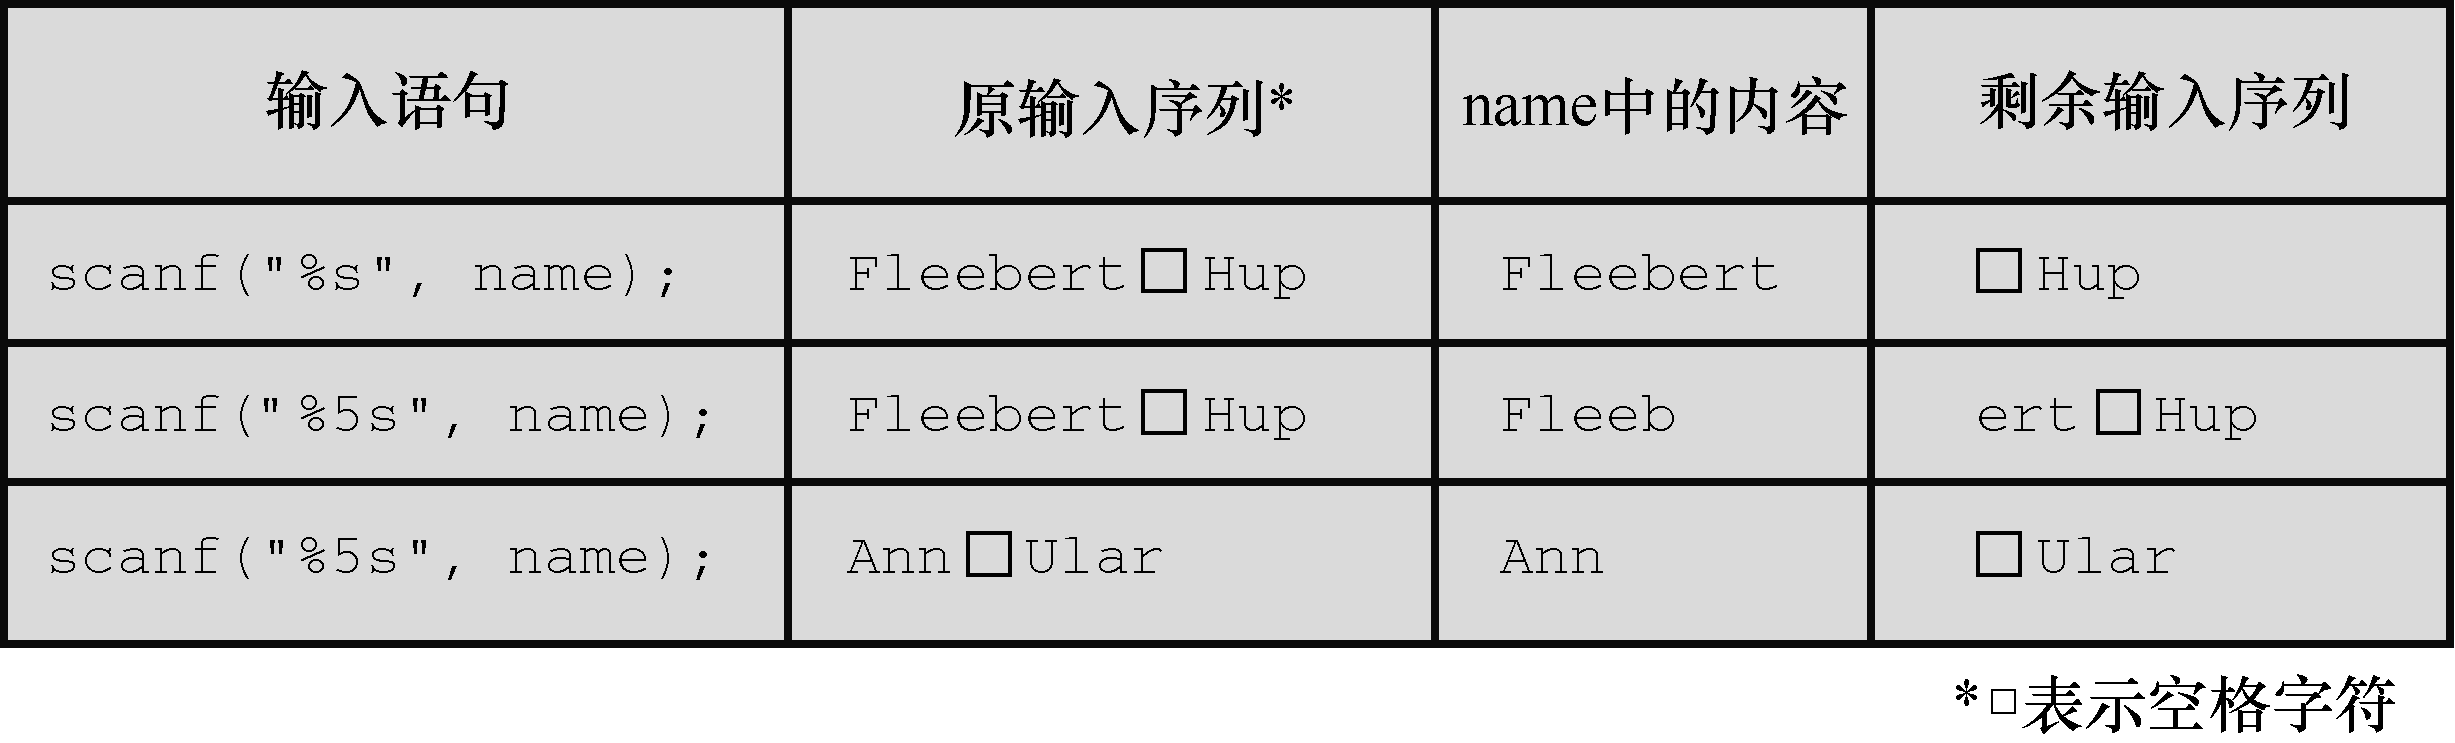 输入语句 原输入序列* name中的内容 剩余输入序列
scanf("%s", name); Fleebert□Hup Fleebert □Hup
scanf("%5s", name); Fleebert□Hup Fleeb ert□Hup
scanf("%5s", name); Ann□Ular Ann □Ular
*□表示空格字符